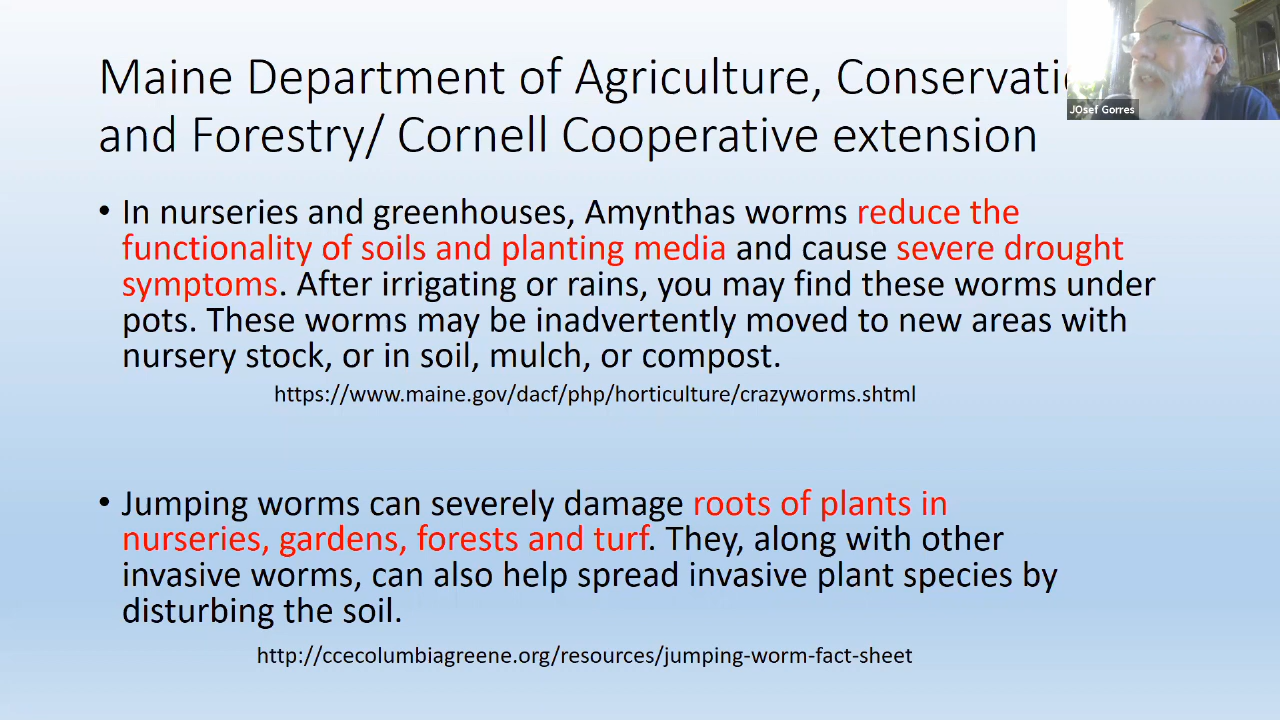 Maine Department of Agriculture, Conservati
and Forestry/ Cornell Cooperative extension
JOsef Gorres
• In nurseries and greenhouses, Amynthas worms reduce the
functionality of soils and planting media and cause severe drought
symptoms. After irrigating or rains, you may find these worms under
pots. These worms may be inadvertently moved to new areas with
nursery stock, or in soil, mulch, or compost.
https://www.maine.gov/dacf/php/horticulture/crazyworms.shtml
• Jumping worms can severely damage roots of plants in
nurseries, gardens, forests and turf. They, along with other
invasive worms, can also help spread invasive plant species by
disturbing the soil.
http://ccecolumbiagreene.org/resources/jumping-worm-fact-sheet